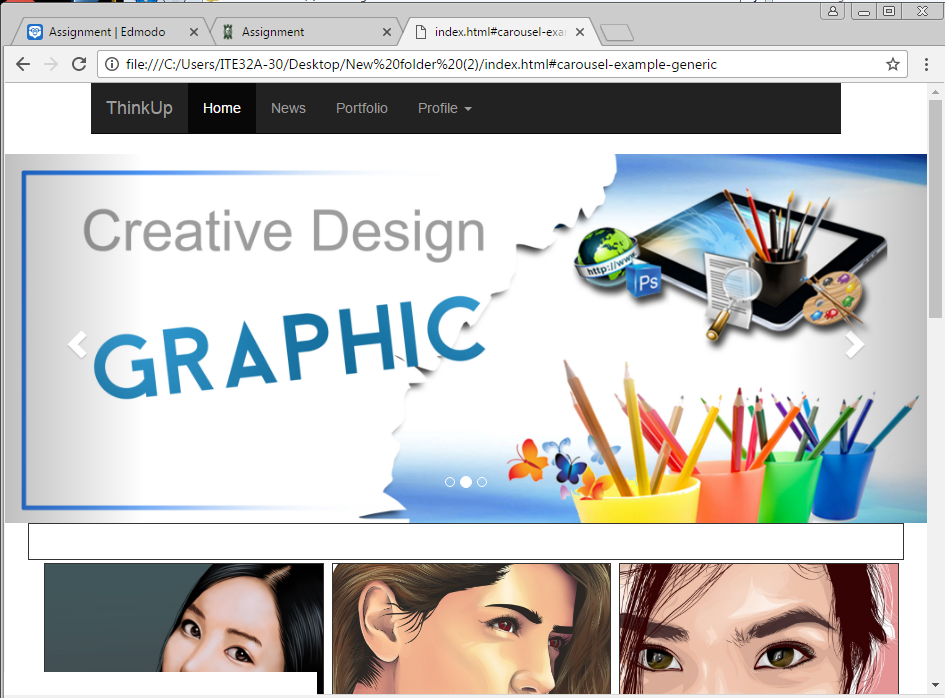 Assignment | Edmodo
Assignment
index.html#carousel-exa
file:///C:/Users/ITE32A-30/Desktop/New%20folder%20(2)/index.html#carousel-example-generic
ThinkUp
Home
News
Portfolio
Profile
Creative Design
GRAPHIC
http://www
Ps